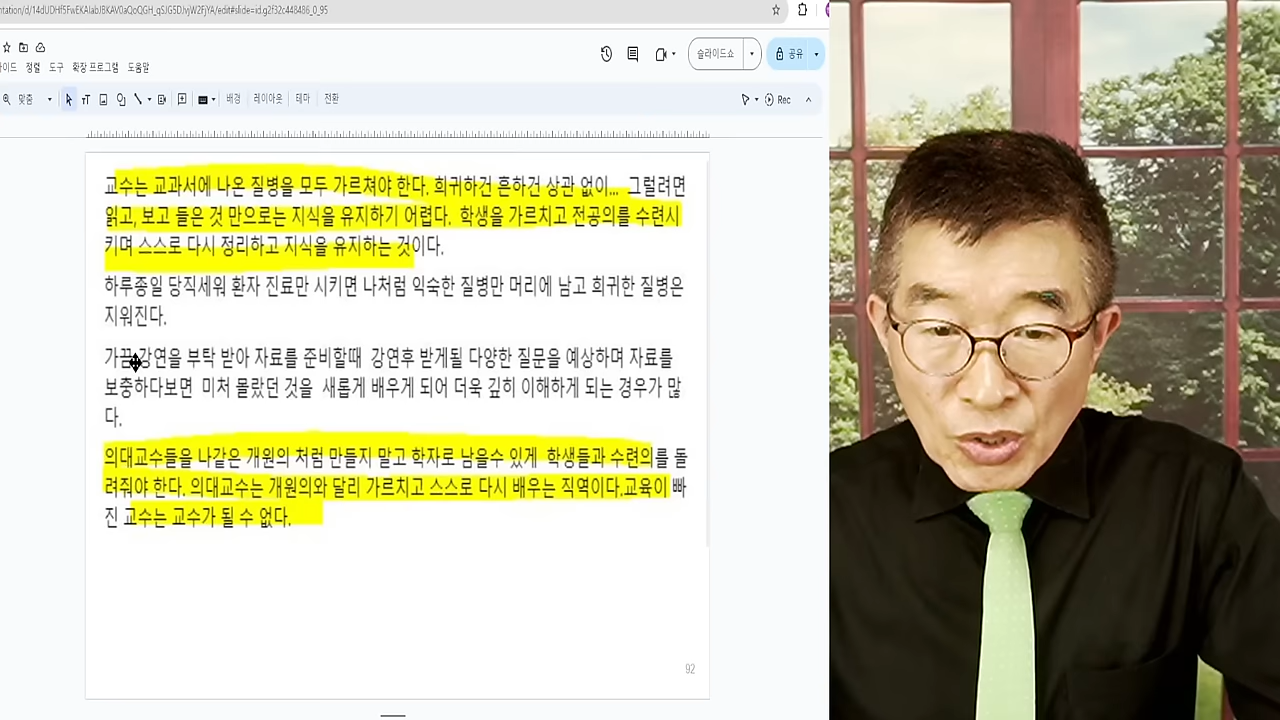 ntation/d/14dUDHf5FwEKAIabJBKAV0aQoQGH_qSJG5DJvjW2FjYA/edit#slide=id.g2f32c448486_0_95
라이드 정렬 도구 확장 프로그램 도움말
슬라이드쇼 공유
맞춤 배경 레이아웃 테마 전환 Rec
교수는 교과서에 나온 질병을 모두 가르쳐야 한다. 희귀하건 흔하건 상관 없이... 그럴려면
읽고, 보고 들은 것 만으로는 지식을 유지하기 어렵다. 학생을 가르치고 전공의를 수련시
키며 스스로 다시 정리하고 지식을 유지하는 것이다.
하루종일 당직세워 환자 진료만 시키면 나처럼 익숙한 질병만 머리에 남고 희귀한 질병은
지워진다.
가끔 강연을 부탁 받아 자료를 준비할때 강연후 받게될 다양한 질문을 예상하며 자료를
보충하다보면 미처 몰랐던 것을 새롭게 배우게 되어 더욱 깊히 이해하게 되는 경우가 많
다.
의대교수들을 나같은 개원의 처럼 만들지 말고 학자로 남을수 있게 학생들과 수련의를 돌
려줘야 한다. 의대교수는 개원의와 달리 가르치고 스스로 다시 배우는 직역이다.교육이 빠
진 교수는 교수가 될 수 없다.
92